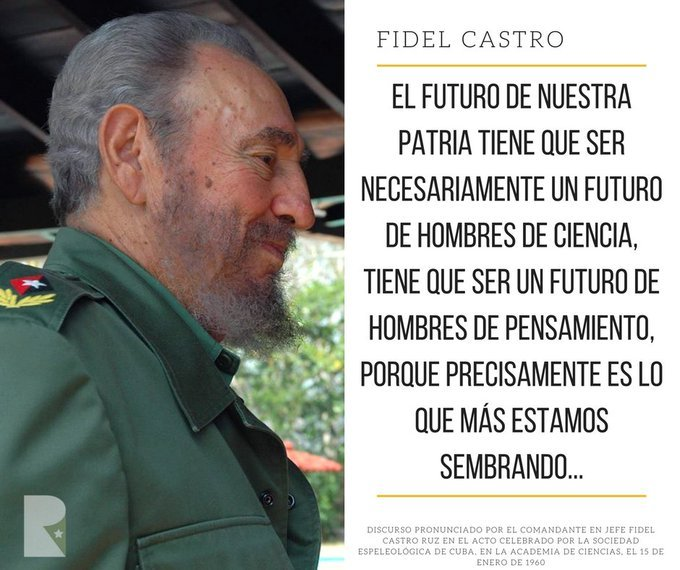 FIDEL CASTRO
EL FUTURO DE NUESTRA
PATRIA TIENE QUE SER
NECESARIAMENTE UN FUTURO
DE HOMBRES DE CIENCIA,
TIENE QUE SER UN FUTURO DE
HOMBRES DE PENSAMIENTO,
PORQUE PRECISAMENTE ES LO
QUE MÁS ESTAMOS
SEMBRANDO...
DISCURSO PRONUNCIADO POR EL COMANDANTE EN JEFE FIDEL
CASTRO RUZ EN EL ACTO CELEBRADO POR LA SOCIEDAD
ESPELEOLÓGICA DE CUBA, EN LA ACADEMIA DE CIENCIAS, EL 15 DE
ENERO DE 1960
R